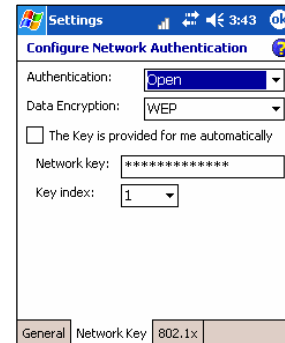 Settings 3:43 ok
Configure Network Authentication ?
Authentication: Open
Data Encryption: WEP
The Key is provided for me automatically
Network key: *************
Key index: 1
General Network Key 802.1x